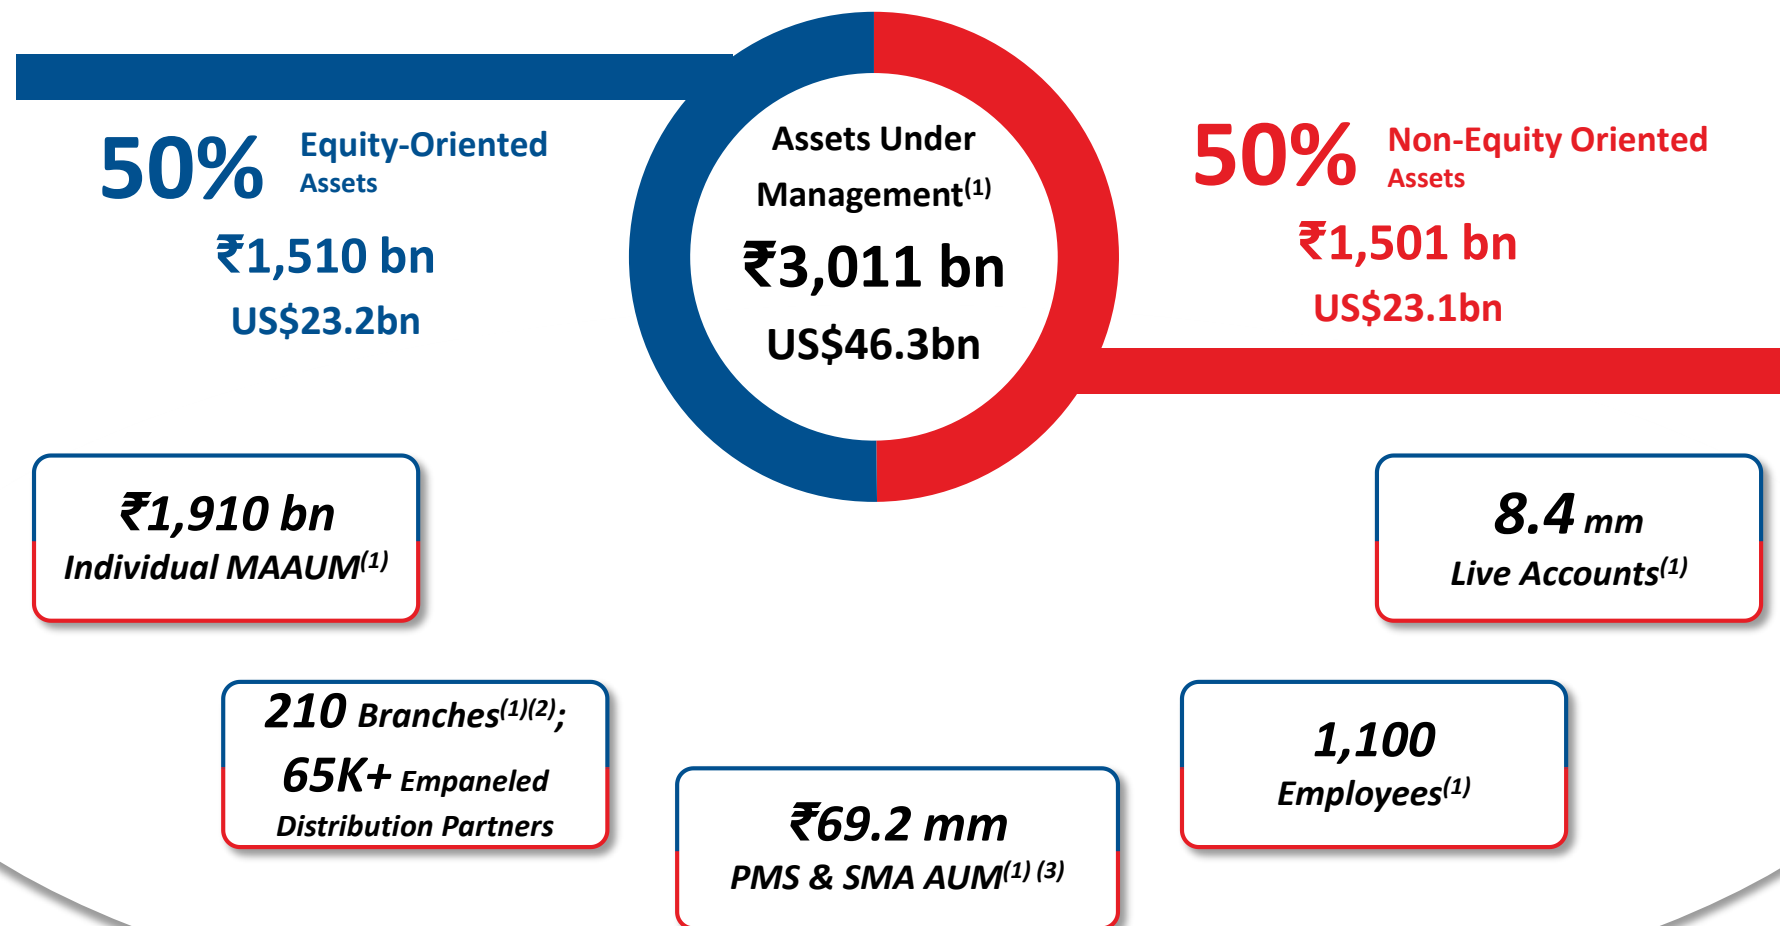 50%
Equity-Oriented
Assets
₹1,510 bn
US$23.2bn
Assets Under
Management(1)
₹3,011 bn
US$46.3bn
50%
Non-Equity Oriented
Assets
₹1,501 bn
US$23.1bn
₹1,910 bn
Individual MAAUM(1)
8.4 mm
Live Accounts(1)
210 Branches(1)(2);
65K+ Empaneled
Distribution Partners
₹69.2 mm
PMS & SMA AUM(1) (3)
1,100
Employees(1)